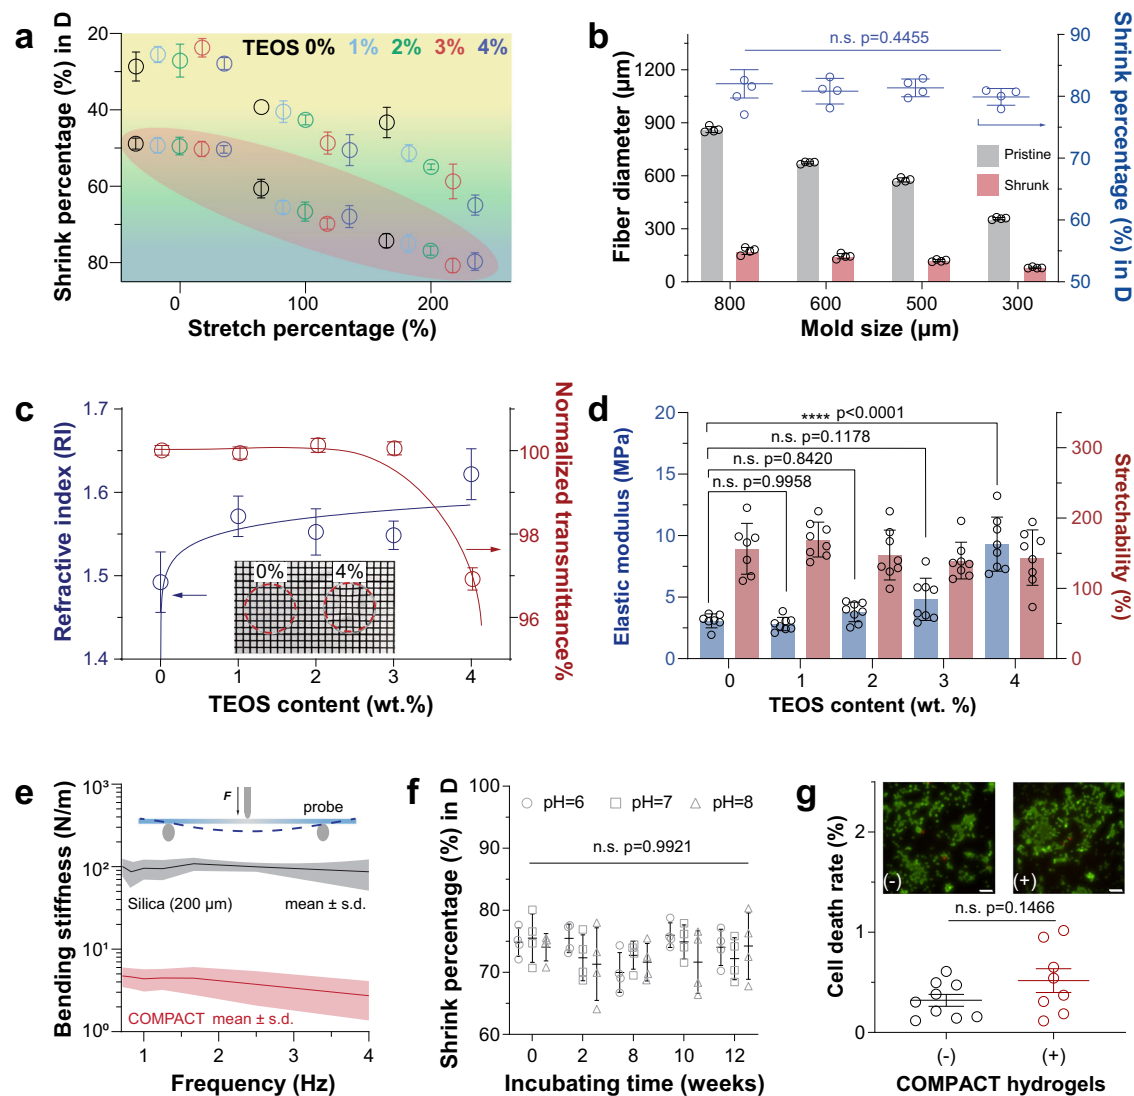 a
Shrink percentage (%) in D
20
40
60
80
TEOS 0% 1% 2% 3% 4%
0 100 200
Stretch percentage (%)
b
Fiber diameter (μm)
1200
900
600
300
0
n.s. p=0.4455
Pristine
Shrunk
90
80
70
60
50
Shrink percentage (%) in D
800 600 500 300
Mold size (μm)
c
Refractive index (RI)
1.7
1.6
1.5
1.4
0% 4%
100
98
96
Normalized transmittance%
0 1 2 3 4
TEOS content (wt.%)
d
Elastic modulus (MPa)
20
15
10
5
0
**** p<0.0001
n.s. p=0.1178
n.s. p=0.8420
n.s. p=0.9958
300
200
100
0
Stretchability (%)
0 1 2 3 4
TEOS content (wt. %)
e
Bending stiffness (N/m)
10³
10²
10¹
10⁰
F
probe
Silica (200 μm) mean ± s.d.
COMPACT mean ± s.d.
1 2 3 4
Frequency (Hz)
f
Shrink percentage (%) in D
100
90
80
70
60
pH=6 pH=7 pH=8
n.s. p=0.9921
0 2 8 10 12
Incubating time (weeks)
g
Cell death rate (%)
2
1
0
(-) (+)
n.s. p=0.1466
(-) (+)
COMPACT hydrogels